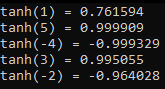 tanh(1) = 0.761594
tanh(5) = 0.999909
tanh(-4) = -0.999329
tanh(3) = 0.995055
tanh(-2) = -0.964028